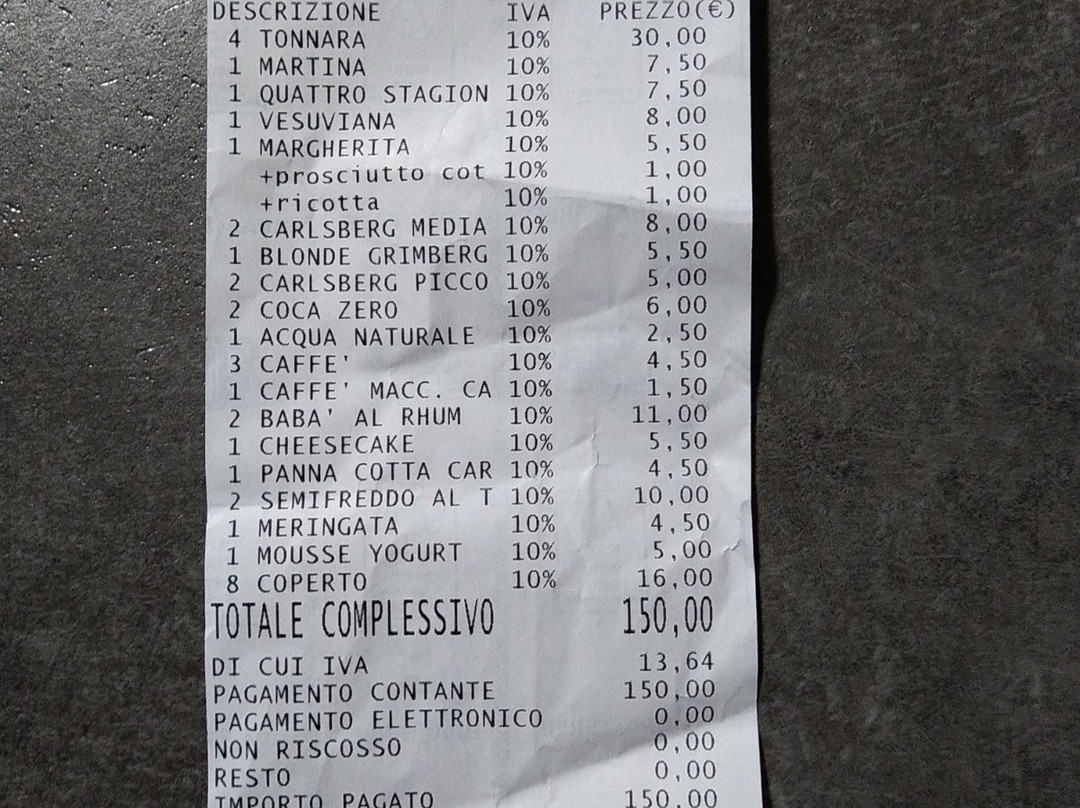 DESCRIZIONE IVA PREZZO(€)
4 TONNARA 10% 30,00
1 MARTINA 10% 7,50
1 QUATTRO STAGION 10% 7,50
1 VESUVIANA 10% 8,00
1 MARGHERITA 10% 5,50
+prosciutto cot 10% 1,00
+ricotta 10% 1,00
2 CARLSBERG MEDIA 10% 8,00
1 BLONDE GRIMBERG 10% 5,50
2 CARLSBERG PICCO 10% 5,00
2 COCA ZERO 10% 6,00
1 ACQUA NATURALE 10% 2,50
3 CAFFE' 10% 4,50
1 CAFFE' MACC. CA 10% 1,50
2 BABA' AL RHUM 10% 11,00
1 CHEESECAKE 10% 5,50
1 PANNA COTTA CAR 10% 4,50
2 SEMIFREDDO AL T 10% 10,00
1 MERINGATA 10% 4,50
1 MOUSSE YOGURT 10% 5,00
8 COPERTO 10% 16,00
TOTALE COMPLESSIVO 150,00
DI CUI IVA 13,64
PAGAMENTO CONTANTE 150,00
PAGAMENTO ELETTRONICO 0,00
NON RISCOSSO 0,00
RESTO 0,00
IMPORTO PAGATO 150,00